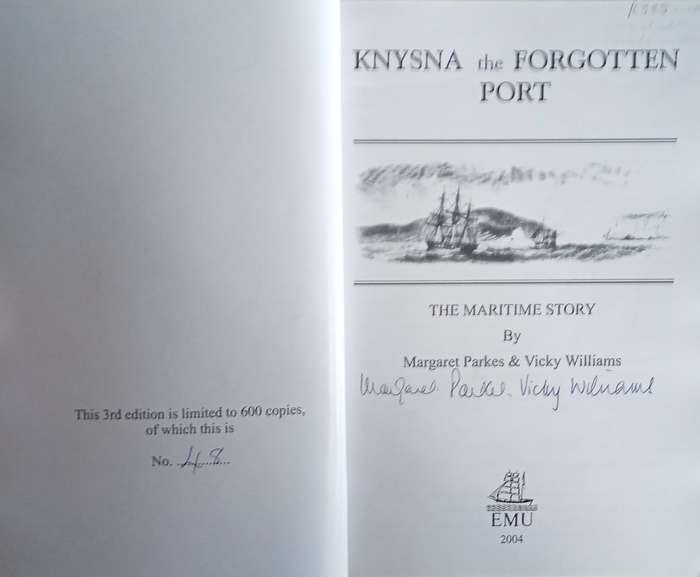 This 3rd edition is limited to 600 copies,
of which this is
No. 48
KNYSNA the FORGOTTEN
PORT
THE MARITIME STORY
By
Margaret Parkes & Vicky Williams
Margaret Parkes. Vicky Williams
EMU
2004